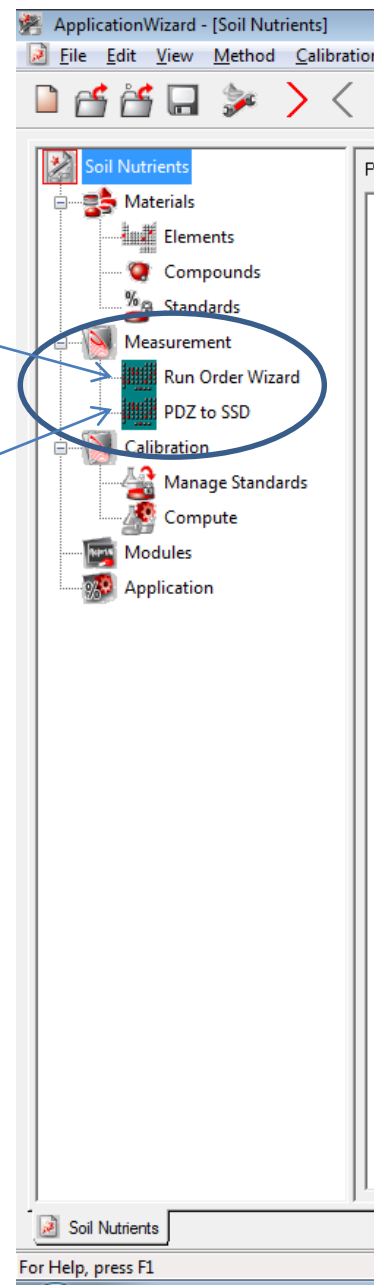 ApplicationWizard - [Soil Nutrients]
File Edit View Method Calibration
P
Soil Nutrients
Materials
Elements
Compounds
Standards
Measurement
Run Order Wizard
PDZ to SSD
Calibration
Manage Standards
Compute
Modules
Application
Soil Nutrients
For Help, press F1